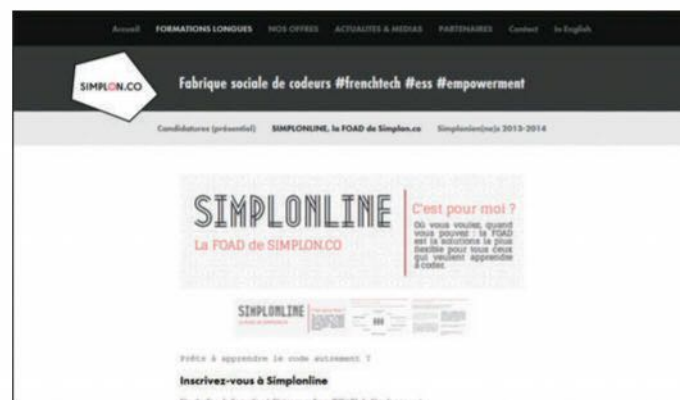 Accueil FORMATIONS LONGUES NOS OFFRES ACTUALITÉS & MEDIAS PARTENAIRES Contact In English
SIMPLON.CO
Fabrique sociale de codeurs #frenchtech #ess #empowerment
Candidatures (présentiel) SIMPLONLINE, la FOAD de Simplon.co Simplonien(ne)s 2013-2014
SIMPLONLINE
La FOAD de SIMPLON.CO
C'est pour moi ?
Où vous voulez, quand
vous pouvez : la FOAD
est la solutions la plus
flexible pour tous ceux
qui veulent apprendre
à coder.
SIMPLONLINE
Prêts à apprendre le code autrement ?
Inscrivez-vous à Simplonline